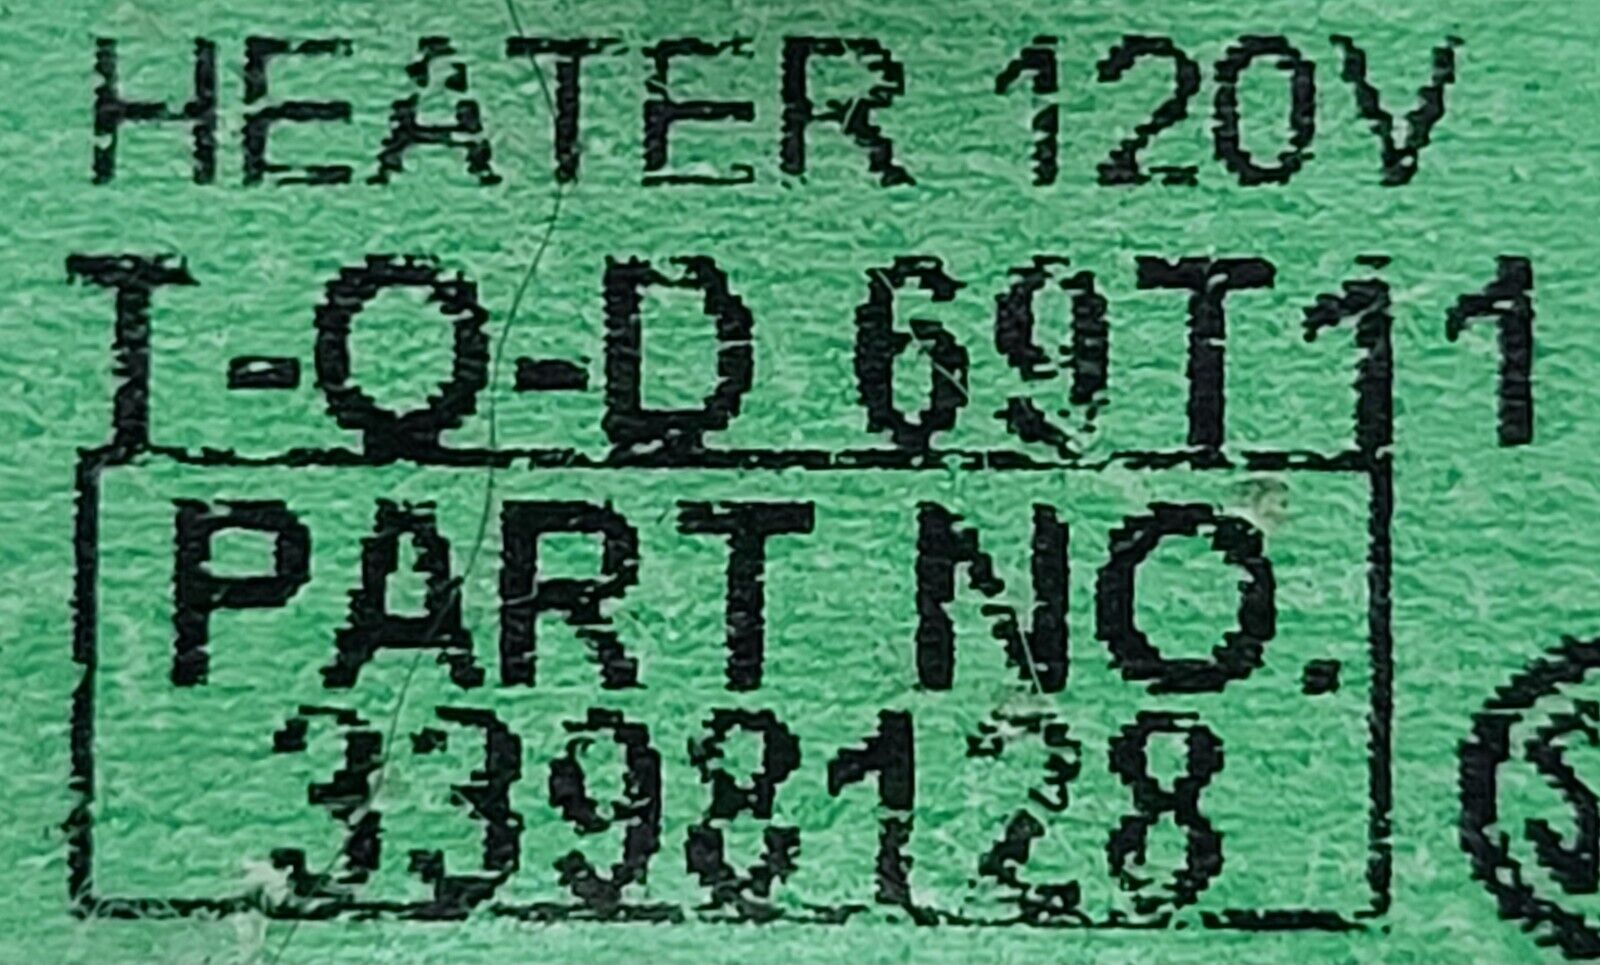 HEATER 120V
T-O-D 69T11
PART NO.
3398128